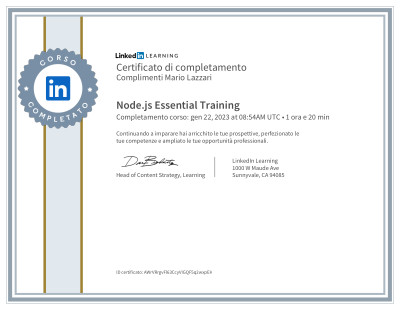 CORSO
COMPLETATO
in
Linked in LEARNING
Certificato di completamento
Complimenti Mario Lazzari
Node.js Essential Training
Completamento corso: gen 22, 2023 at 08:54AM UTC • 1 ora e 20 min
Continuando a imparare hai arricchito le tue prospettive, perfezionato le
tue competenze e ampliato le tue opportunità professionali.
Head of Content Strategy, Learning
LinkedIn Learning
1000 W Maude Ave
Sunnyvale, CA 94085
ID certificato: